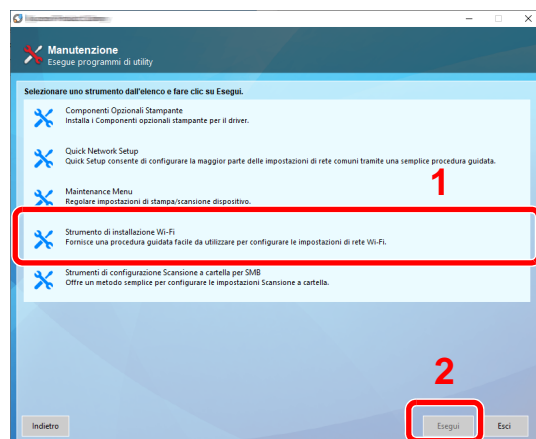 Manutenzione
Esegue programmi di utility
Selezionare uno strumento dall'elenco e fare clic su Esegui.
Componenti Opzionali Stampante
Installa i Componenti opzionali stampante per il driver.
Quick Network Setup
Quick Setup consente di configurare la maggior parte delle impostazioni di rete comuni tramite una semplice procedura guidata.
1
Maintenance Menu
Regolare impostazioni di stampa/scansione dispositivo.
Strumento di installazione Wi-Fi
Fornisce una procedura guidata facile da utilizzare per configurare le impostazioni di rete Wi-Fi.
Strumenti di configurazione Scansione a cartella per SMB
Offre un metodo semplice per configurare le impostazioni Scansione a cartella.
2
Indietro
Esegui
Esci